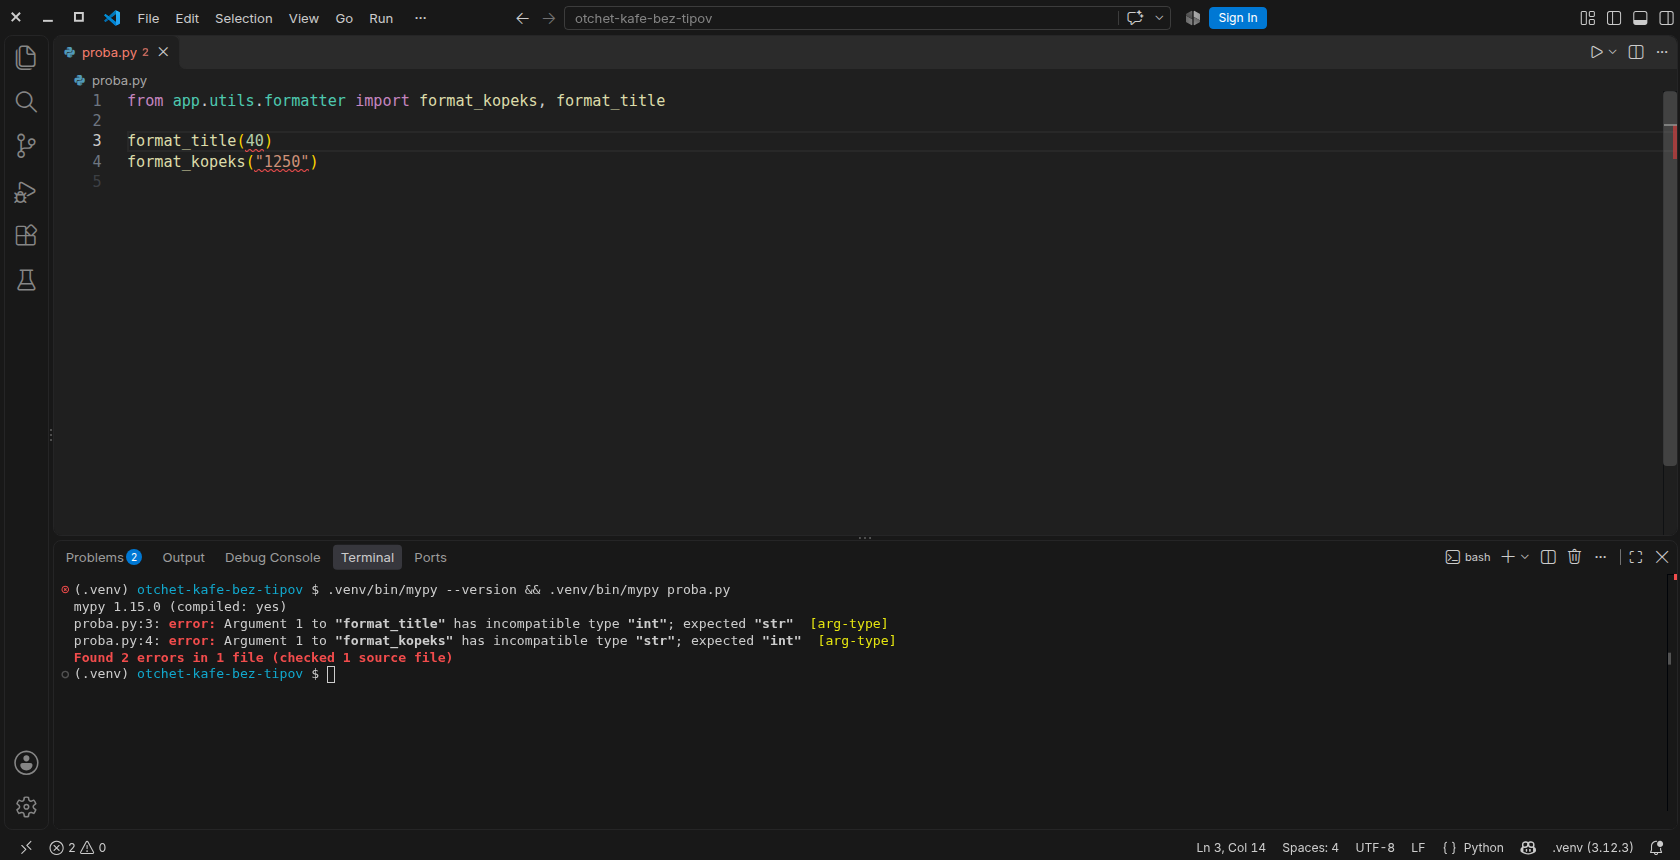 File Edit Selection View Go Run ··· otchet-kafe-bez-tipov Sign In
proba.py 2
proba.py
1 from app.utils.formatter import format_kopeks, format_title
2
3 format_title(40)
4 format_kopeks("1250")
5
Problems 2 Output Debug Console Terminal Ports bash
(.venv) otchet-kafe-bez-tipov $ .venv/bin/mypy --version && .venv/bin/mypy proba.py
mypy 1.15.0 (compiled: yes)
proba.py:3: error: Argument 1 to "format_title" has incompatible type "int"; expected "str"  [arg-type]
proba.py:4: error: Argument 1 to "format_kopeks" has incompatible type "str"; expected "int"  [arg-type]
Found 2 errors in 1 file (checked 1 source file)
(.venv) otchet-kafe-bez-tipov $
2 0 Ln 3, Col 14 Spaces: 4 UTF-8 LF { } Python .venv (3.12.3)